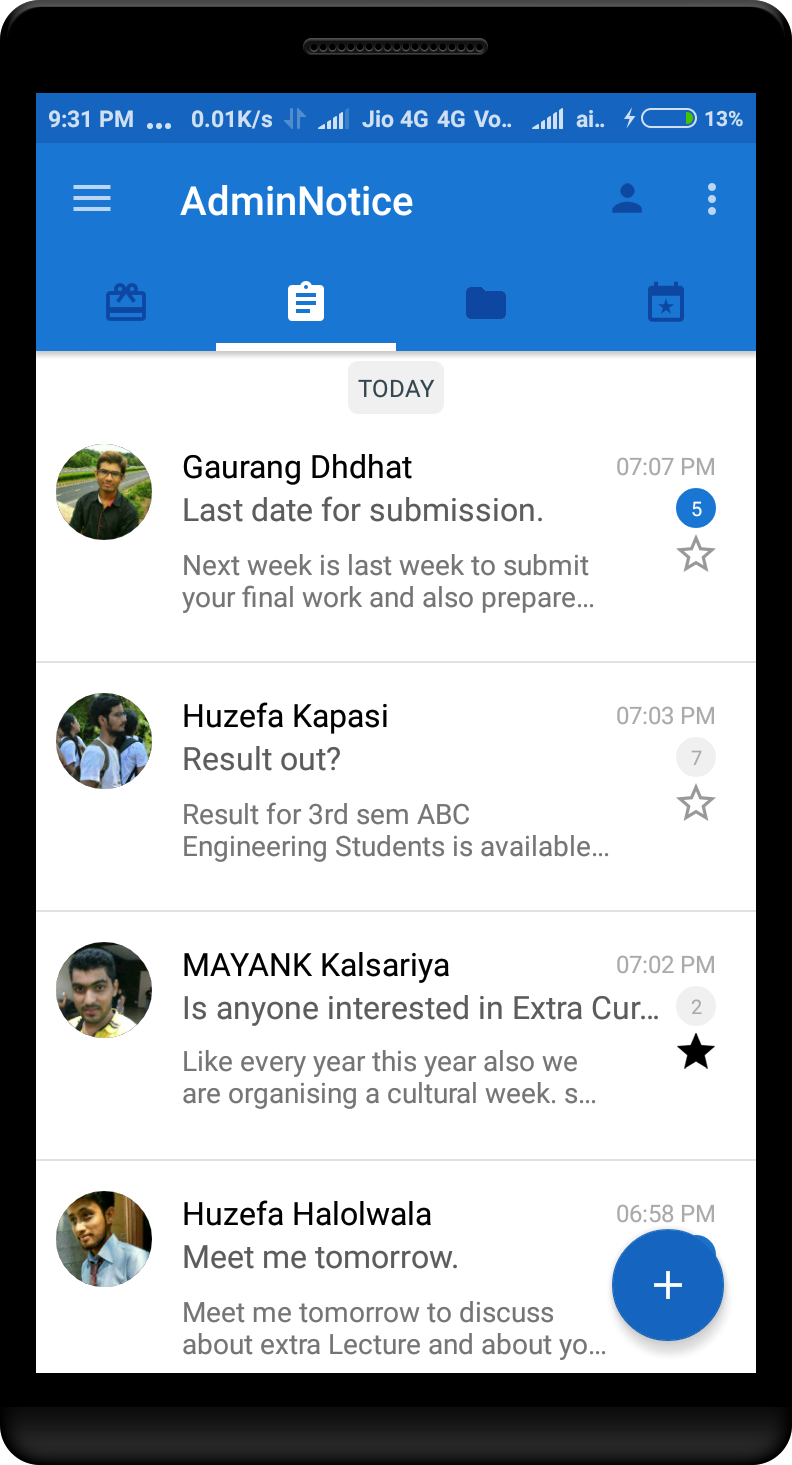 9:31 PM ... 0.01K/s Jio 4G 4G Vo.. ai.. 13%
AdminNotice
TODAY
Gaurang Dhdhat 07:07 PM
Last date for submission. 5
Next week is last week to submit
your final work and also prepare...
Huzefa Kapasi 07:03 PM
Result out? 7
Result for 3rd sem ABC
Engineering Students is available...
MAYANK Kalsariya 07:02 PM
Is anyone interested in Extra Cur... 2
Like every year this year also we
are organising a cultural week. s...
Huzefa Halolwala 06:58 PM
Meet me tomorrow.
+
Meet me tomorrow to discuss
about extra Lecture and about yo...